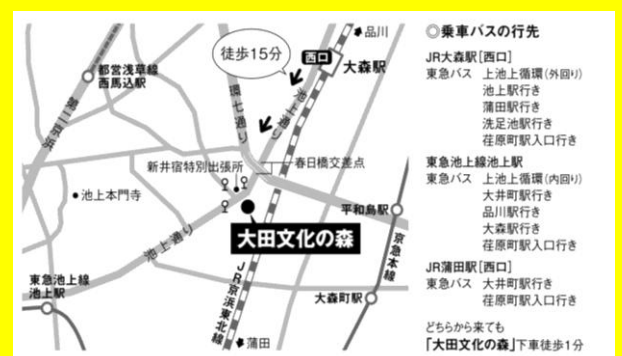 品川
徒歩15分
西口
大森駅
都営浅草線
西馬込駅
第二京浜
環七通り
池上通り
新井宿特別出張所
春日橋交差点
池上本門寺
平和島駅
大田文化の森
池上通り
京急本線
東急池上線
池上駅
JR京浜東北線
大森町駅
蒲田
◎乗車バスの行先
JR大森駅[西口]
東急バス 上池上循環(外回り)
池上駅行き
蒲田駅行き
洗足池駅行き
荏原町駅入口行き
東急池上線池上駅
東急バス 上池上循環(内回り)
大井町駅行き
品川駅行き
大森駅行き
荏原町駅入口行き
JR蒲田駅[西口]
東急バス 大井町駅行き
荏原町駅入口行き
どちらから来ても
「大田文化の森」下車徒歩1分